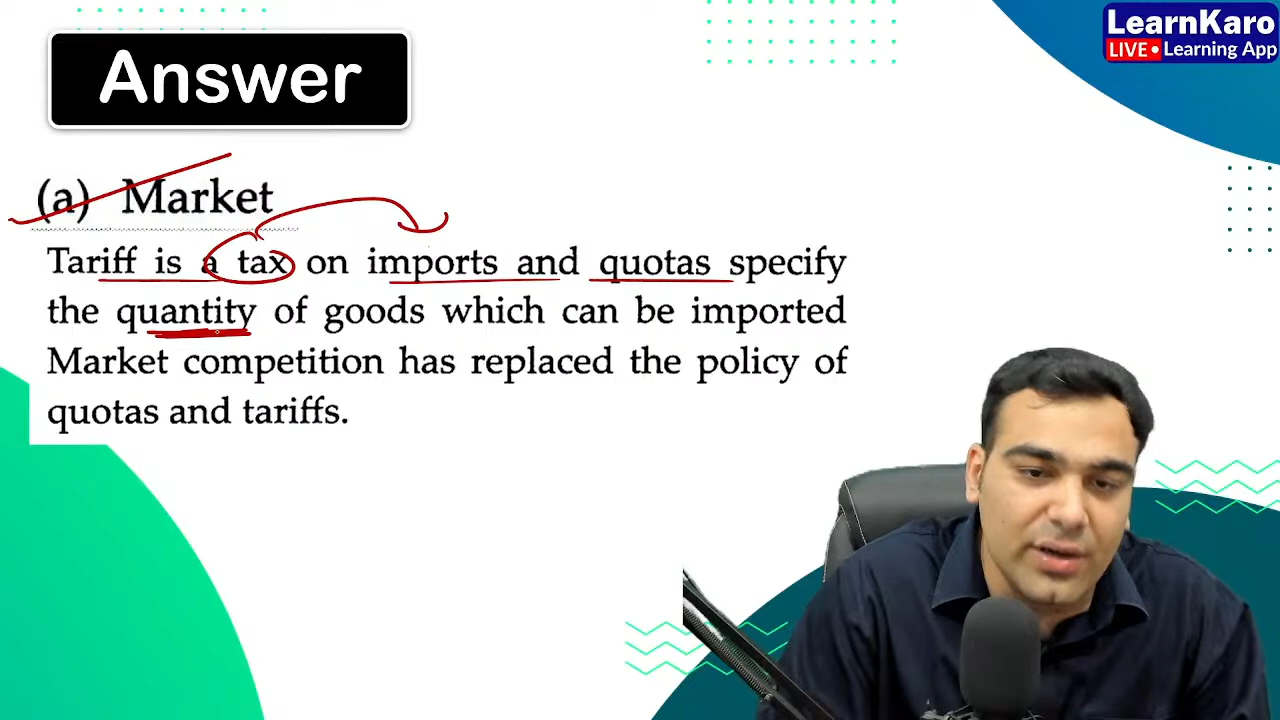 LearnKaro
LIVE • Learning App
Answer
(a) Market
Tariff is a tax on imports and quotas specify
the quantity of goods which can be imported
Market competition has replaced the policy of
quotas and tariffs.